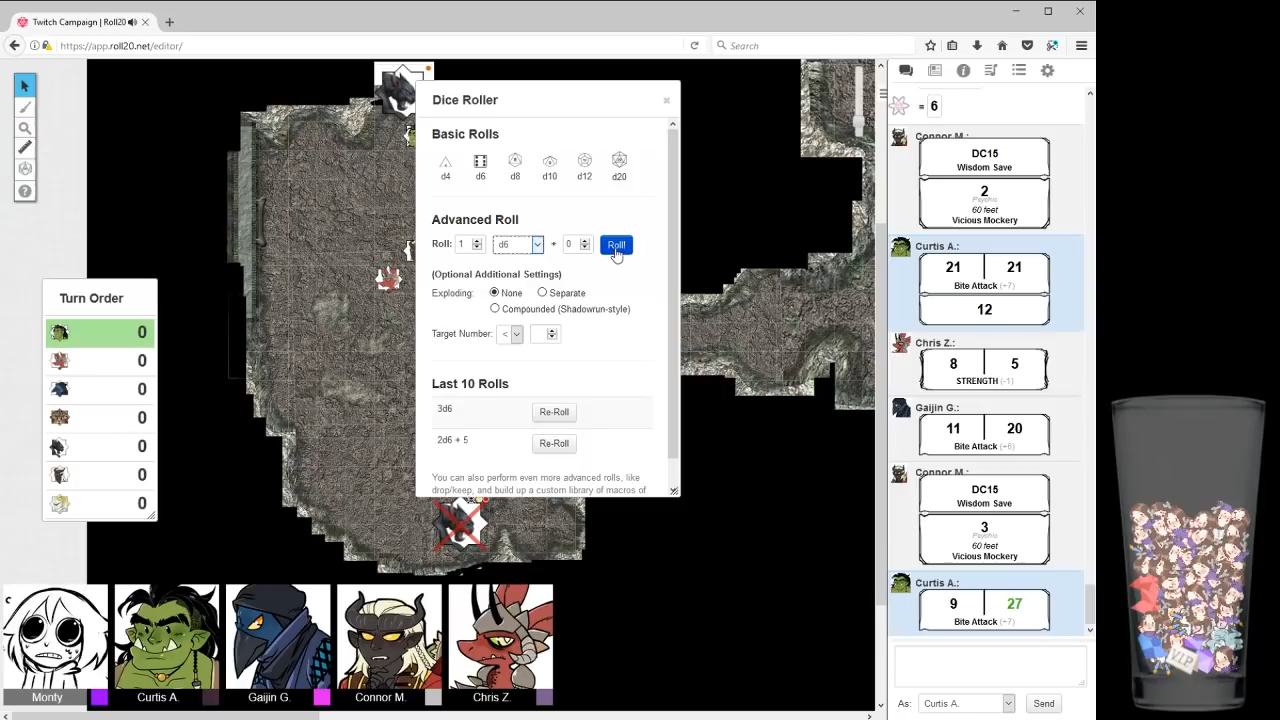 Twitch Campaign | Roll20
https://app.roll20.net/editor/
Search
Dice Roller
Basic Rolls
d4
d6
d8
d10
d12
d20
Advanced Roll
Roll: 1 d6 + 0 Roll!
(Optional Additional Settings)
Exploding: None Separate
Compounded (Shadowrun-style)
Target Number: <
Last 10 Rolls
3d6 Re-Roll
2d6 + 5 Re-Roll
You can also perform even more advanced rolls, like
drop/keep, and build up a custom library of macros of
Turn Order
0
0
0
0
0
0
0
Monty
Curtis A.
Gaijin G.
Connor M.
Chris Z.
= 6
Connor M.:
DC15
Wisdom Save
2
Psychic
60 feet
Vicious Mockery
Curtis A.:
21 21
Bite Attack (+7)
12
Chris Z.:
8 5
STRENGTH (-1)
Gaijin G.:
11 20
Bite Attack (+6)
Connor M.:
DC15
Wisdom Save
3
Psychic
60 feet
Vicious Mockery
Curtis A.:
9 27
Bite Attack (+7)
As: Curtis A. Send